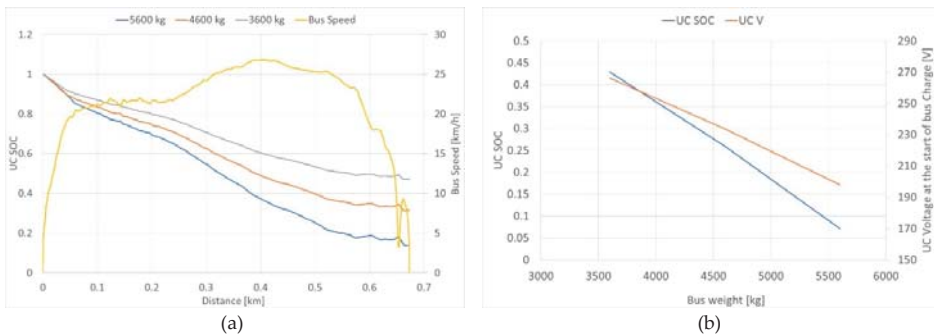 5600 kg 4600 kg 3600 kg Bus Speed
1.2
1
0.8
0.6
0.4
0.2
0
UC SOC
30
25
20
15
10
5
0
Bus Speed [km/h]
0 0.1 0.2 0.3 0.4 0.5 0.6 0.7
Distance [km]
(a)
UC SOC UC V
0.5
0.45
0.4
0.35
0.3
0.25
0.2
0.15
0.1
0.05
0
UC SOC
290
270
250
230
210
190
170
150
UC Voltage at the start of bus Charge [V]
3000 3500 4000 4500 5000 5500 6000
Bus weight [kg]
(b)